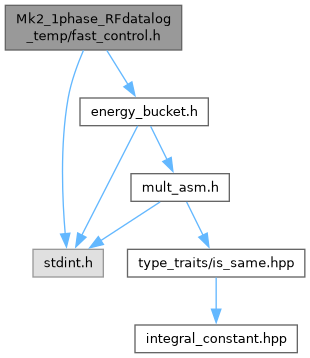 Mk2_1phase_RFdatalog
_temp/fast_control.h
energy_bucket.h
mult_asm.h
stdint.h
type_traits/is_same.hpp
integral_constant.hpp